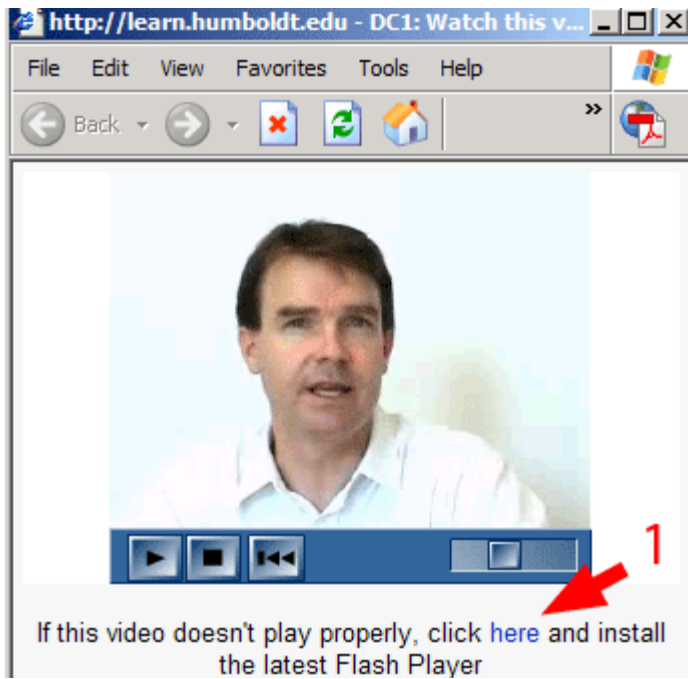 http://learn.humboldt.edu - DC1: Watch this v...
File Edit View Favorites Tools Help
Back »
1
If this video doesn't play properly, click here and install
the latest Flash Player